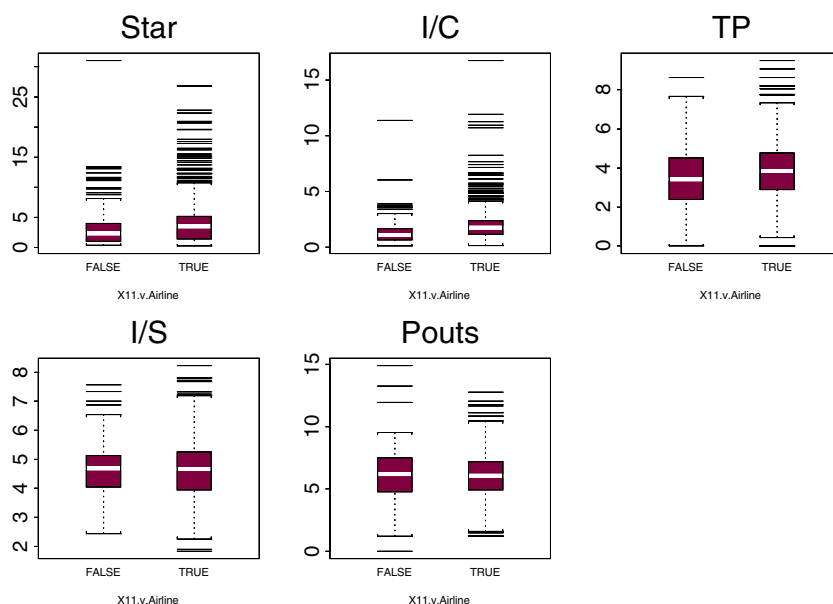 Star
25
15
5
0
FALSE TRUE
X11.v.Airline
I/C
15
10
5
0
FALSE TRUE
X11.v.Airline
TP
8
6
4
2
0
FALSE TRUE
X11.v.Airline
I/S
8
7
6
5
4
3
2
FALSE TRUE
X11.v.Airline
Pouts
15
10
5
0
FALSE TRUE
X11.v.Airline